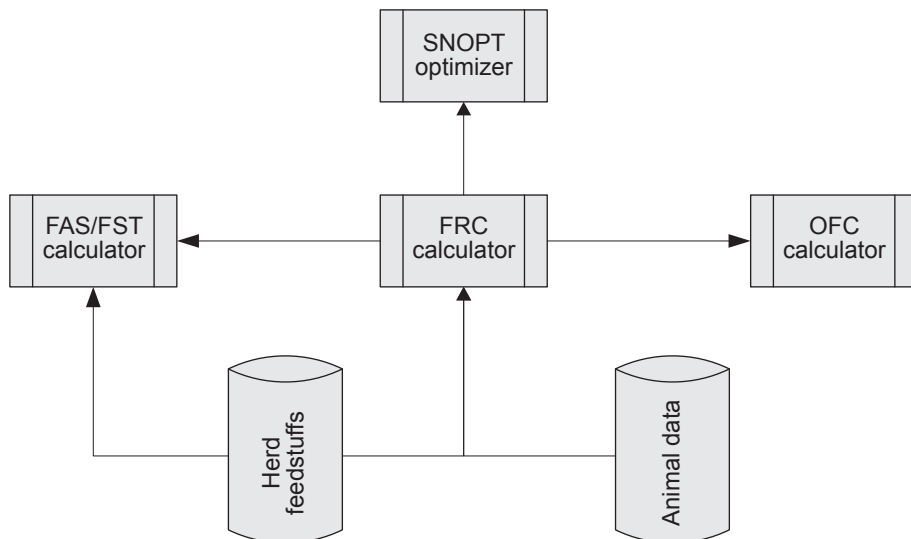 SNOPT
optimizer
FAS/FST
calculator
FRC
calculator
OFC
calculator
Herd
feedstuffs
Animal data